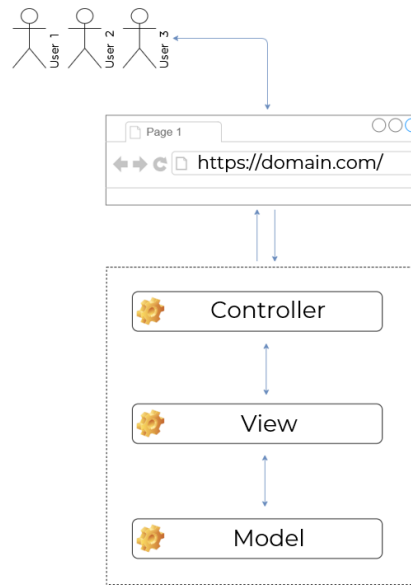 User 1
User 2
User 3
Page 1
https://domain.com/
Controller
View
Model